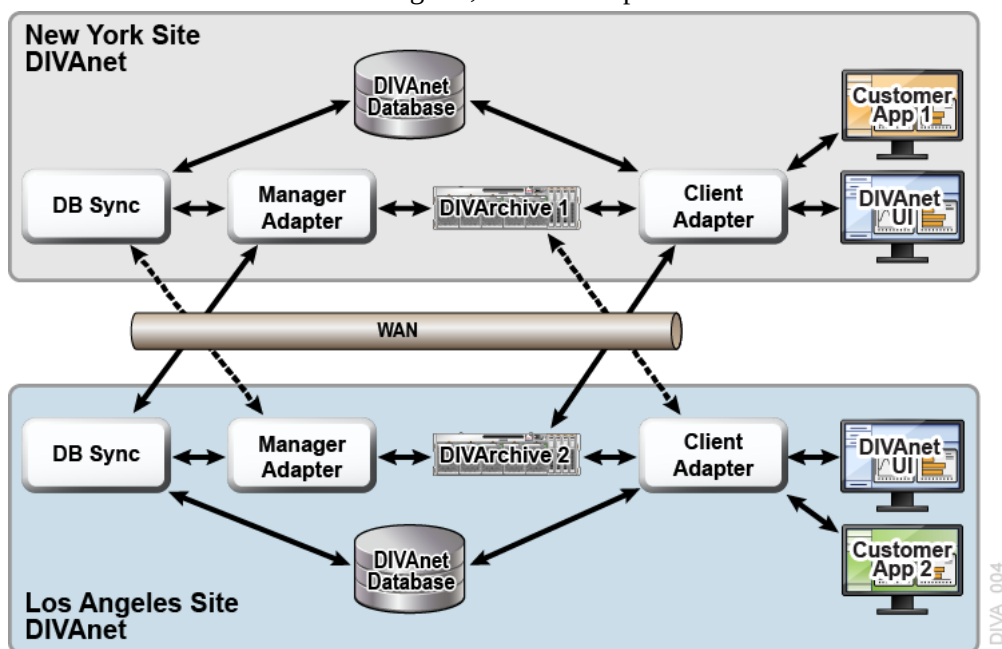 New York Site
DIVAnet
DIVAnet
Database
Customer
App 1
DB Sync
Manager
Adapter
DIVArchive 1
Client
Adapter
DIVAnet
UI
WAN
DB Sync
Manager
Adapter
DIVArchive 2
Client
Adapter
DIVAnet
UI
DIVAnet
Database
Customer
App 2
Los Angeles Site
DIVAnet
DIVA_004